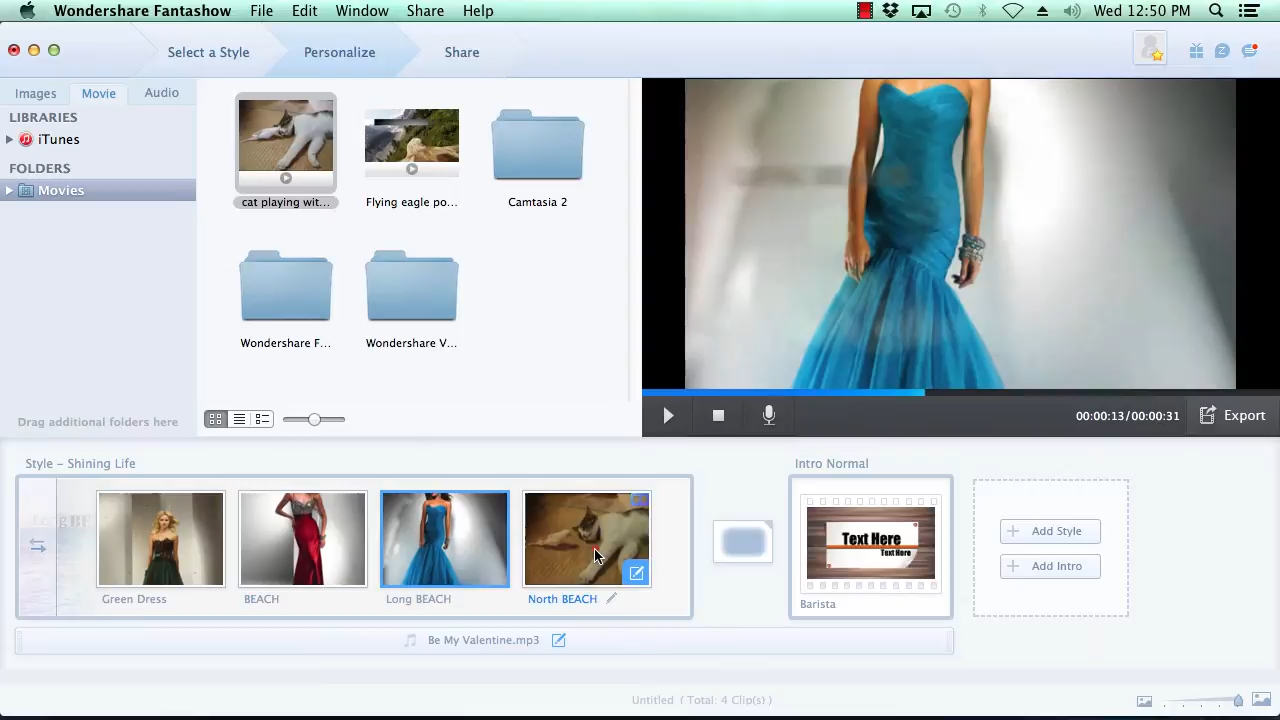 Wondershare Fantashow File Edit Window Share Help Wed 12:50 PM
Select a Style Personalize Share
Images Movie Audio
LIBRARIES
iTunes
FOLDERS
Movies
cat playing wit... Flying eagle po... Camtasia 2
Wondershare F... Wondershare V...
Drag additional folders here
00:00:13/00:00:31 Export
Style – Shining Life Intro Normal
Text Here
Text Here
Add Style
Add Intro
Green Dress BEACH Long BEACH North BEACH Barista
Be My Valentine.mp3
Untitled ( Total: 4 Clip(s) )